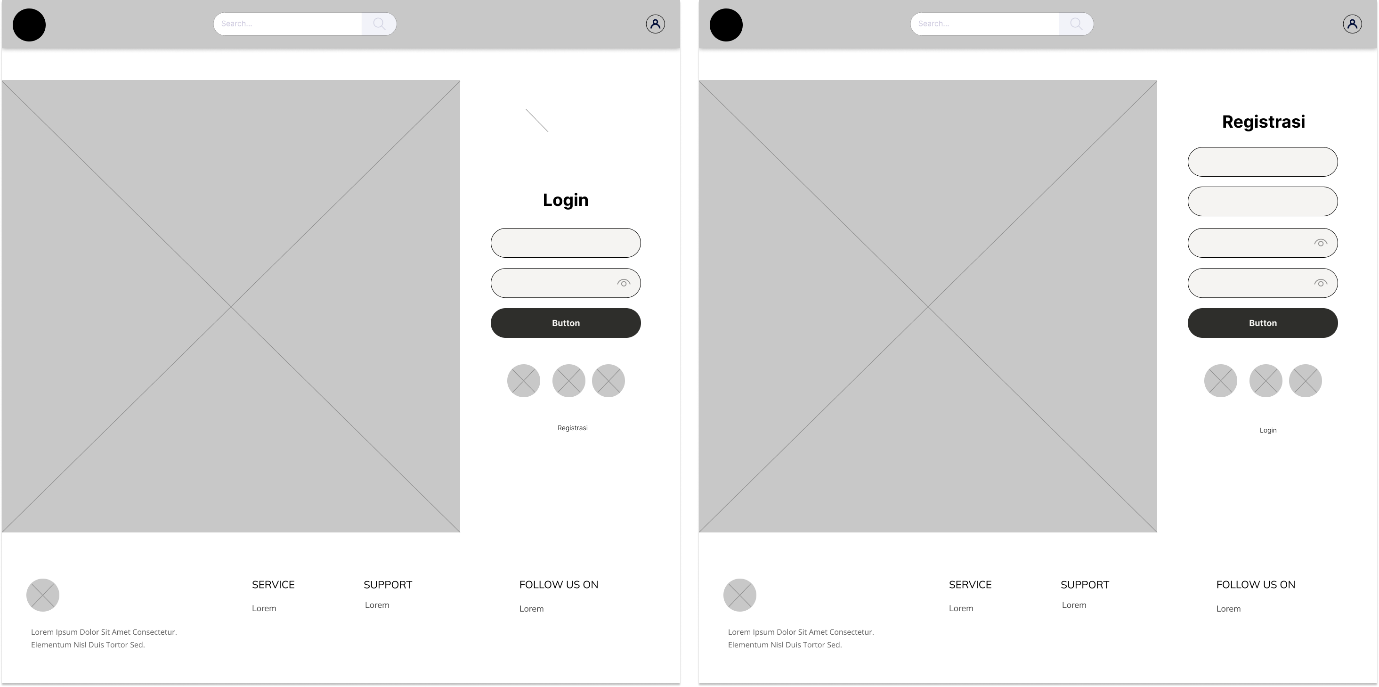 Search...
Login
Button
Registrasi
SERVICE
Lorem
SUPPORT
Lorem
FOLLOW US ON
Lorem
Lorem Ipsum Dolor Sit Amet Consectetur.
Elementum Nisl Duis Tortor Sed.
Search...
Registrasi
Button
Login
SERVICE
Lorem
SUPPORT
Lorem
FOLLOW US ON
Lorem
Lorem Ipsum Dolor Sit Amet Consectetur.
Elementum Nisl Duis Tortor Sed.